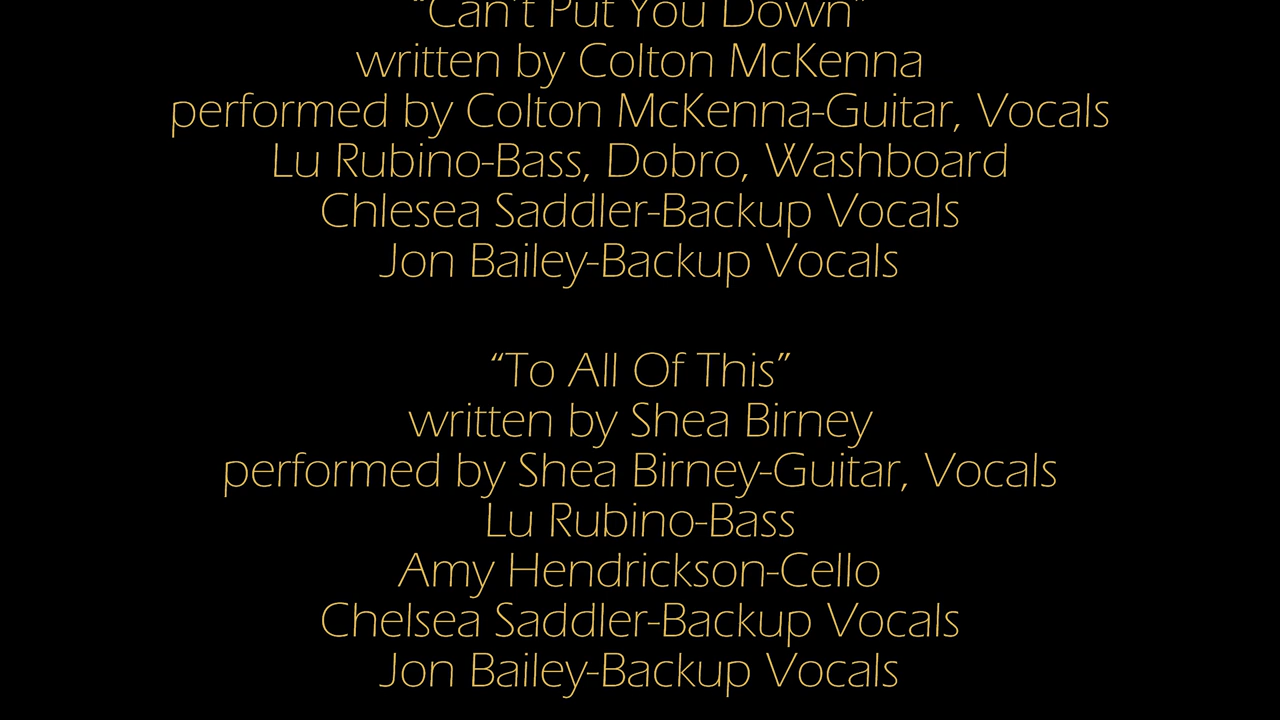 “Can't Put You Down”
written by Colton McKenna
performed by Colton McKenna-Guitar, Vocals
Lu Rubino-Bass, Dobro, Washboard
Chlesea Saddler-Backup Vocals
Jon Bailey-Backup Vocals
“To All Of This”
written by Shea Birney
performed by Shea Birney-Guitar, Vocals
Lu Rubino-Bass
Amy Hendrickson-Cello
Chelsea Saddler-Backup Vocals
Jon Bailey-Backup Vocals